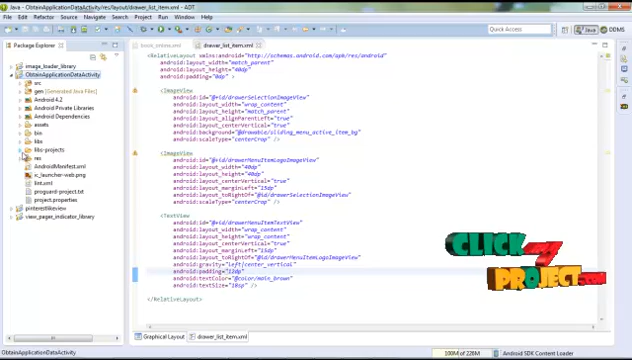 Java - ObtainApplicationDataActivity/res/layout/drawer_list_item.xml - ADT
File Edit Refactor Source Navigate Search Project Run Window Help
Quick Access
Java
DDMS
Package Explorer
drawer_list_item.xml
image_loader_library
ObtainApplicationDataActivity
src
gen [Generated Java Files]
Android 4.2
Android Private Libraries
Android Dependencies
assets
bin
libs
libs-projects
res
AndroidManifest.xml
ic_launcher-web.png
lint.xml
proguard-project.txt
project.properties
pinterestlikeview
view_pager_indicator_library
<RelativeLayout xmlns:android="http://schemas.android.com/apk/res/android"
android:layout_width="match_parent"
android:layout_height="40dp"
android:padding="0dp" >
<ImageView
android:id="@+id/drawerSelectionImageView"
android:layout_width="wrap_content"
android:layout_height="match_parent"
android:layout_alignParentLeft="true"
android:layout_centerVertical="true"
android:background="@drawable/sliding_menu_active_item_bg"
android:scaleType="centerCrop" />
<ImageView
android:id="@+id/drawerMenuItemLogoImageView"
android:layout_width="40dp"
android:layout_height="40dp"
android:layout_centerVertical="true"
android:layout_marginLeft="15dp"
android:layout_toRightOf="@+id/drawerSelectionImageView"
android:scaleType="centerCrop" />
<TextView
android:id="@+id/drawerMenuItemTextView"
android:layout_width="wrap_content"
android:layout_height="wrap_content"
android:layout_centerVertical="true"
android:layout_marginLeft="15dp"
android:layout_toRightOf="@id/drawerMenuItemLogoImageView"
android:gravity="left|center_vertical"
android:padding="12dp"
android:textColor="@color/main_brown"
android:textSize="18sp" />
</RelativeLayout>
CLICK
MY
PROJECT.com
Graphical Layout
drawer_list_item.xml
ObtainApplicationDataActivity
100M of 228M
Android SDK Content Loader